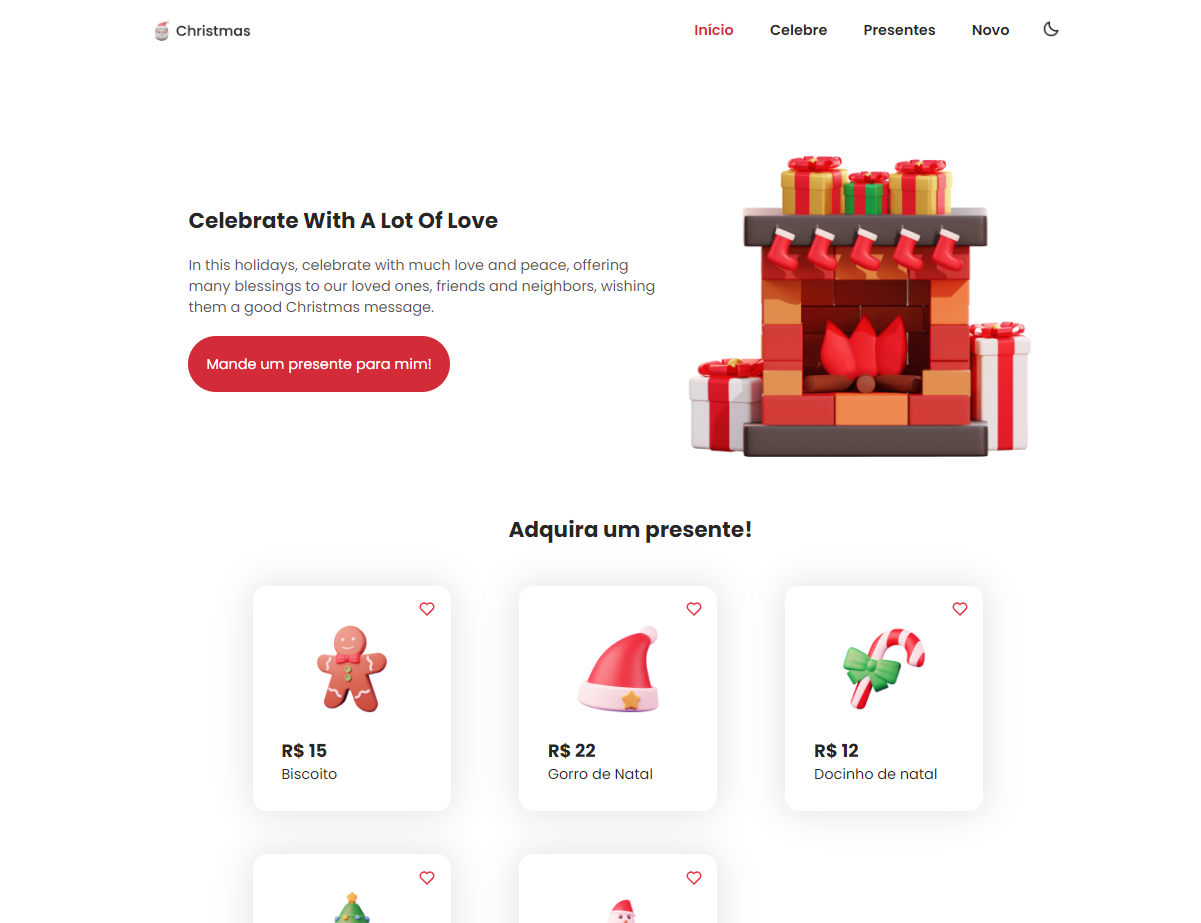 Christmas
Início
Celebre
Presentes
Novo
Celebrate With A Lot Of Love
In this holidays, celebrate with much love and peace, offering
many blessings to our loved ones, friends and neighbors, wishing
them a good Christmas message.
Mande um presente para mim!
Adquira um presente!
R$ 15
Biscoito
R$ 22
Gorro de Natal
R$ 12
Docinho de natal